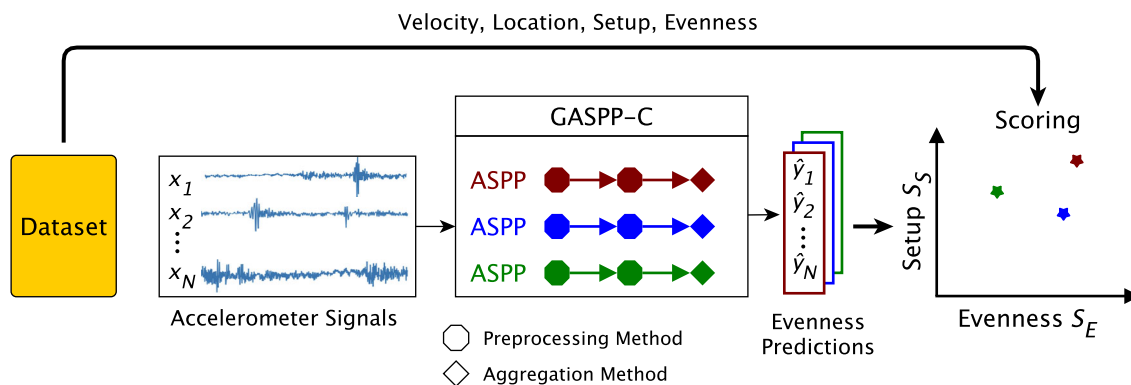 Velocity, Location, Setup, Evenness
Dataset
x1
x2
⋮
xN
Accelerometer Signals
GASPP-C
ASPP
ASPP
ASPP
Preprocessing Method
Aggregation Method
ŷ1
ŷ2
⋮
ŷN
Evenness
Predictions
Scoring
Setup SS
Evenness SE